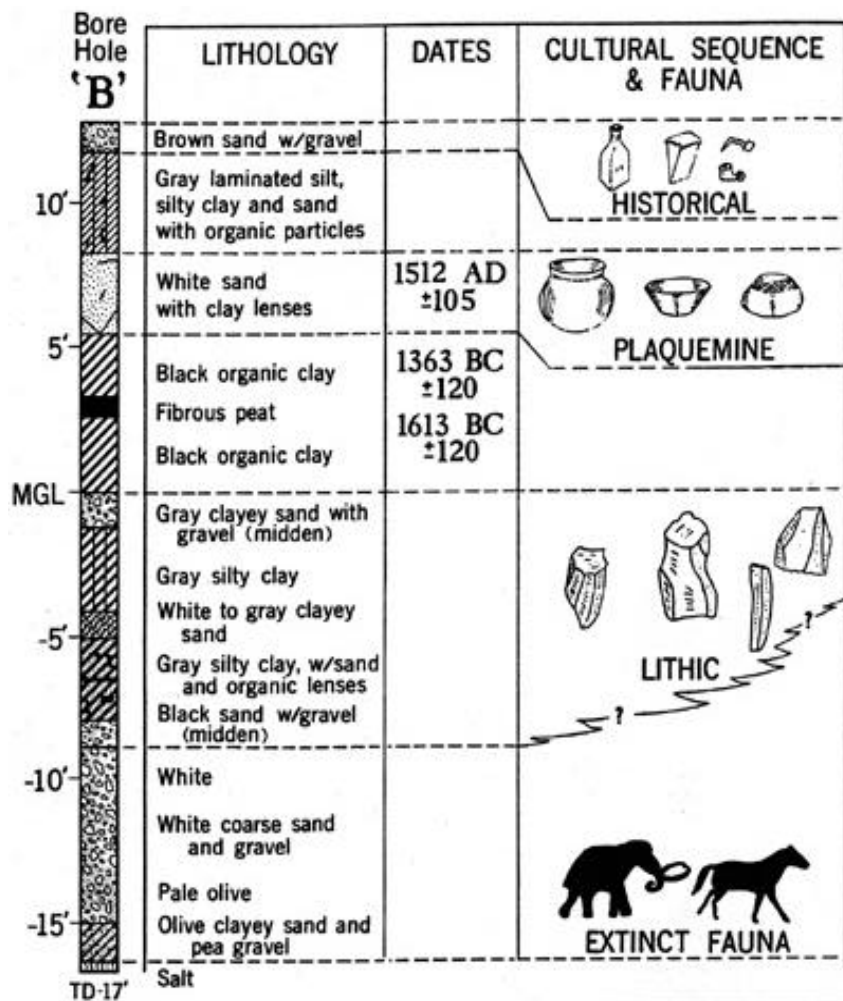 Bore
Hole
'B'
LITHOLOGY
DATES
CULTURAL SEQUENCE
& FAUNA
Brown sand w/gravel
HISTORICAL
10'
Gray laminated silt,
silty clay and sand
with organic particles
White sand
with clay lenses
1512 AD
±105
PLAQUEMINE
5'
Black organic clay
1363 BC
±120
Fibrous peat
1613 BC
±120
Black organic clay
MGL
Gray clayey sand with
gravel (midden)
Gray silty clay
White to gray clayey
sand
-5'
Gray silty clay, w/sand
and organic lenses
Black sand w/gravel
(midden)
?
LITHIC
?
-10'
White
White coarse sand
and gravel
Pale olive
-15'
Olive clayey sand and
pea gravel
EXTINCT FAUNA
Salt
TD-17'